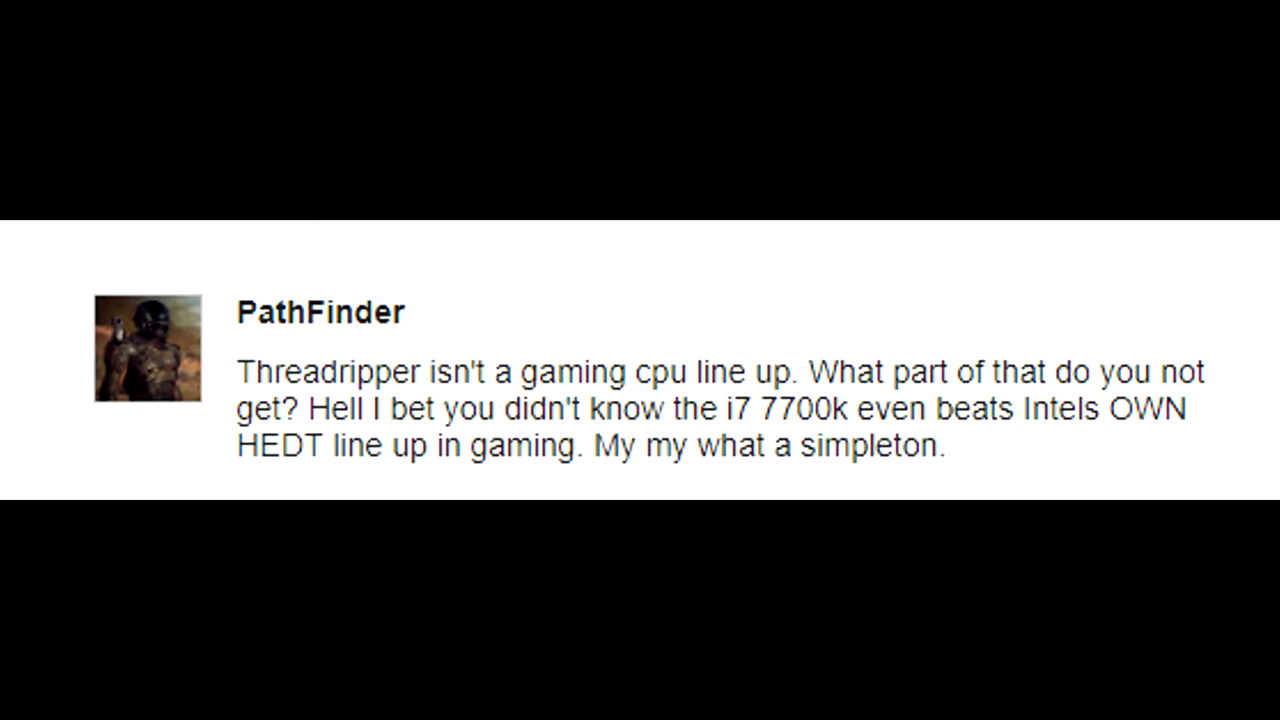 PathFinder
Threadripper isn't a gaming cpu line up. What part of that do you not
get? Hell I bet you didn't know the i7 7700k even beats Intels OWN
HEDT line up in gaming. My my what a simpleton.